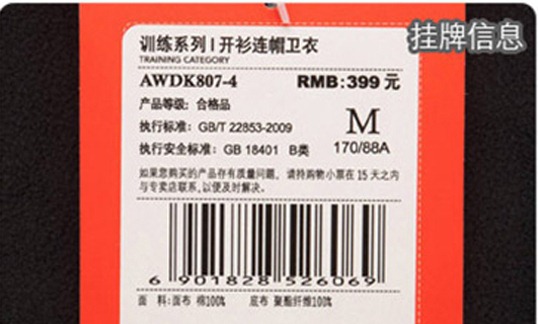 挂牌信息
训练系列 | 开衫连帽卫衣
TRAINING CATEGORY
AWDK807-4 RMB:399 元
产品等级：合格品
执行标准：GB/T 22853-2009 M
执行安全标准：GB 18401 B类 170/88A
如果您购买的产品存有质量问题，请持购物小票在 15 天之内
与专卖店联系，以便及时解决。
6 901828 526069
面 料：面布 棉100% 底布 聚酯纤维100%